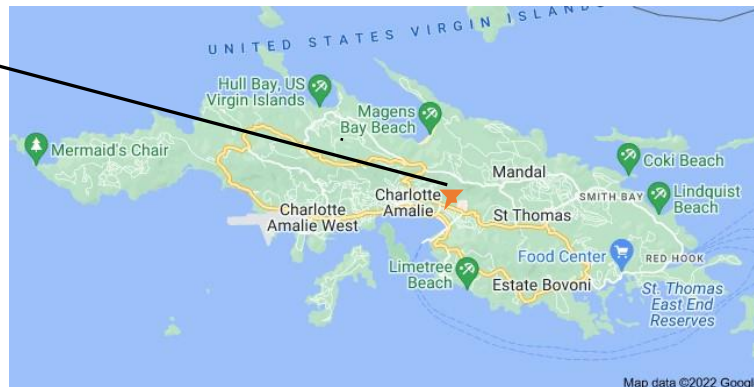 UNITED STATES VIRGIN ISLANDS
Hull Bay, US
Virgin Islands
Magens
Bay Beach
Mermaid's Chair
Mandal
Coki Beach
SMITH BAY
Lindquist
Beach
Charlotte
Amalie
Charlotte
Amalie West
St Thomas
Food Center
RED HOOK
Limetree
Beach
Estate Bovoni
St. Thomas
East End
Reserves
Map data ©2022 Google